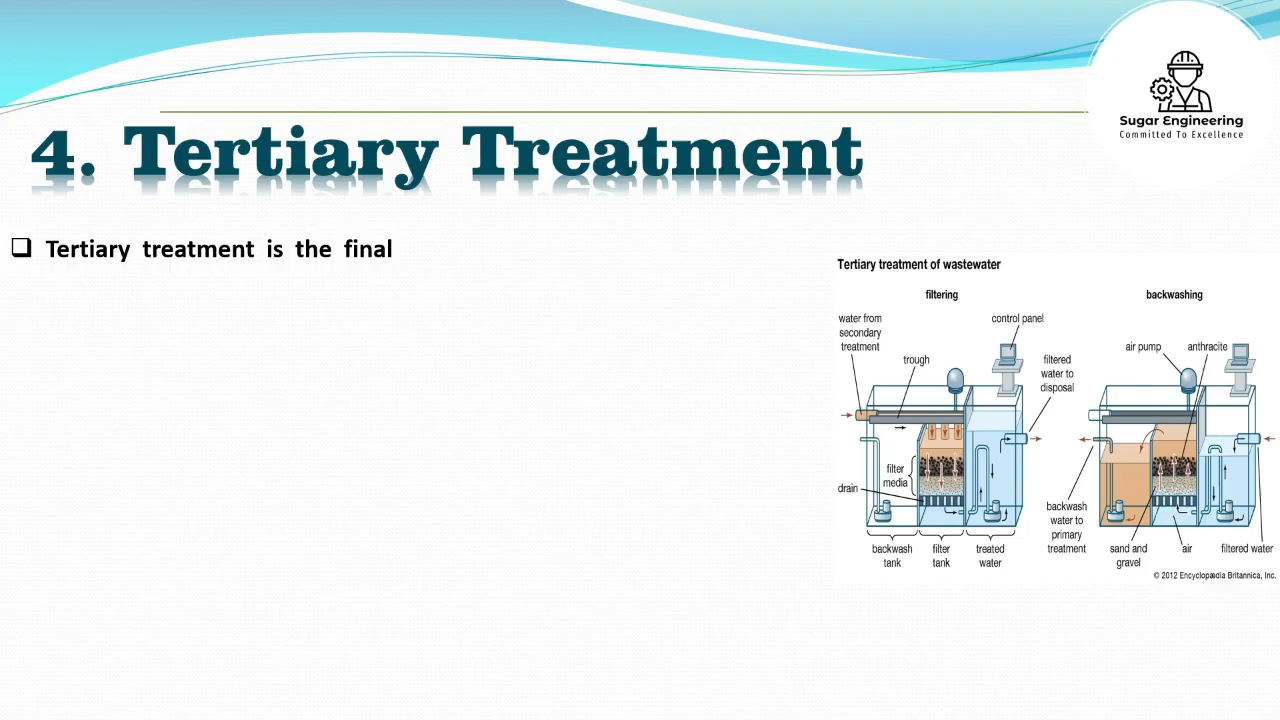 Sugar Engineering
Committed To Excellence
4. Tertiary Treatment
Tertiary treatment is the final
Tertiary treatment of wastewater
filtering
backwashing
water from
secondary
treatment
trough
control panel
filtered
water to
disposal
air pump
anthracite
filter
media
drain
backwash
tank
filter
tank
treated
water
backwash
water to
primary
treatment
sand and
gravel
air
filtered water
© 2012 Encyclopædia Britannica, Inc.